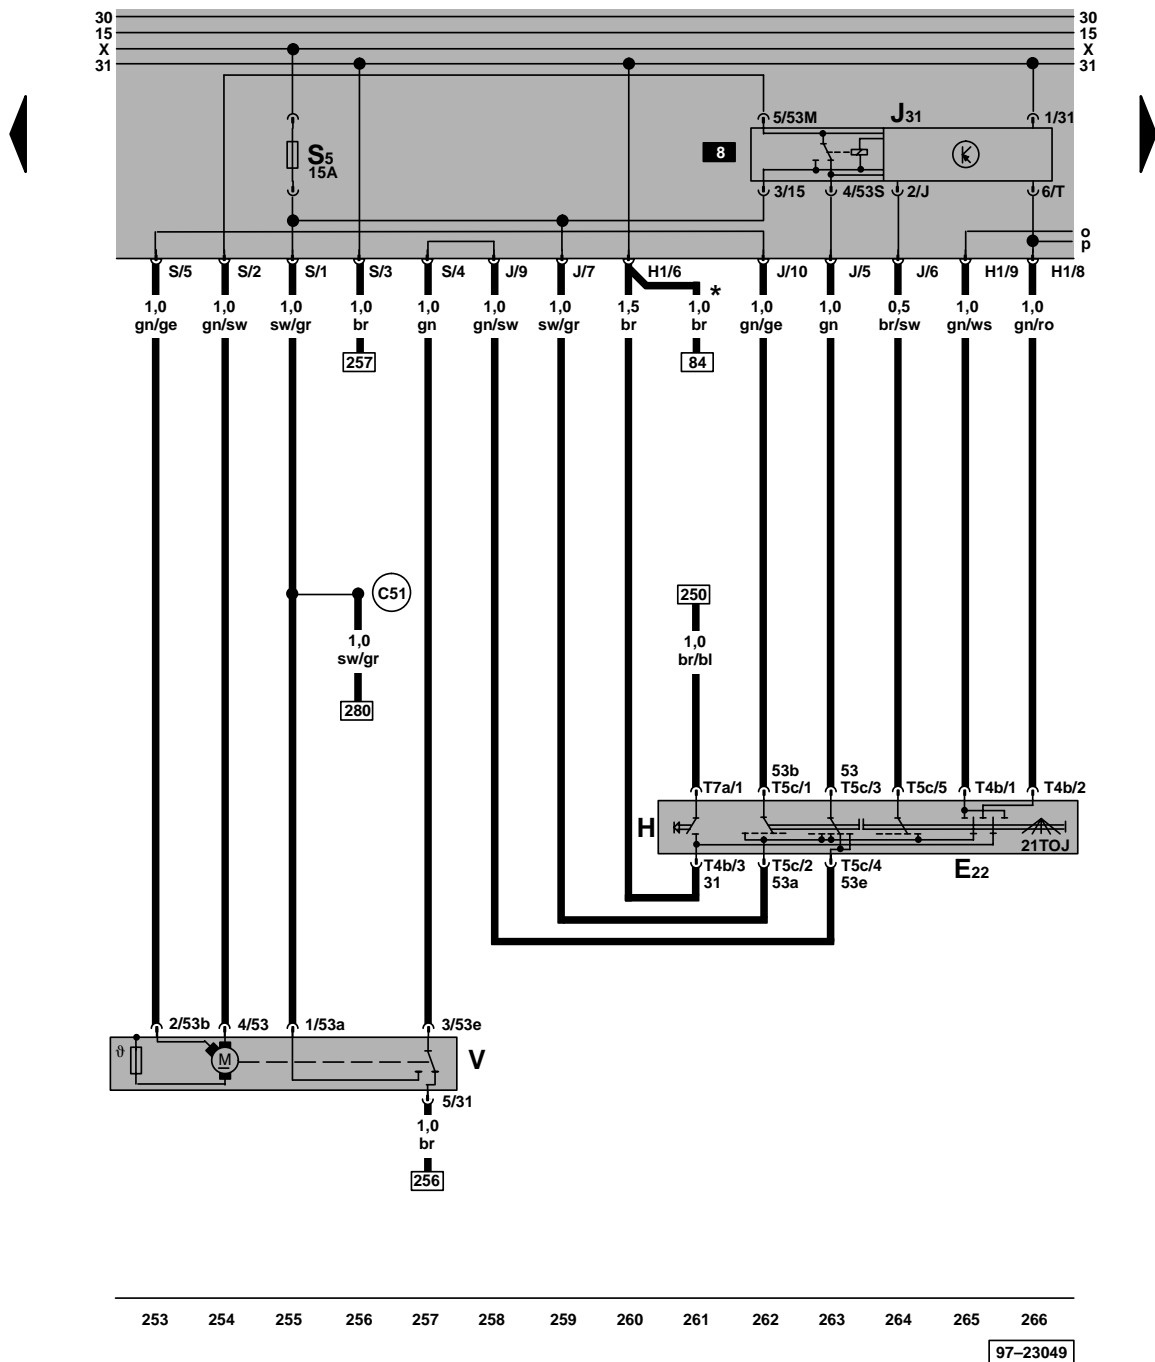 30 30
15 15
X X
31 31
5/53M J31 1/31
S5
15A
8
3/15 4/53S 2/J 6/T
o
p
S/5 S/2 S/1 S/3 S/4 J/9 J/7 H1/6 J/10 J/5 J/6 H1/9 H1/8
*
1,0 1,0 1,0 1,0 1,0 1,0 1,0 1,5 1,0 1,0 1,0 0,5 1,0 1,0
gn/ge gn/sw sw/gr br gn gn/sw sw/gr br br gn/ge gn br/sw gn/ws gn/ro
257 84
C51 250
1,0 1,0
sw/gr br/bl
280
53b 53
T7a/1 T5c/1 T5c/3 T5c/5 T4b/1 T4b/2
H
21TOJ
T4b/3 T5c/2 T5c/4 E22
31 53a 53e
2/53b 4/53 1/53a 3/53e
ϑ M V
5/31
1,0
br
256
253 254 255 256 257 258 259 260 261 262 263 264 265 266
97–23049